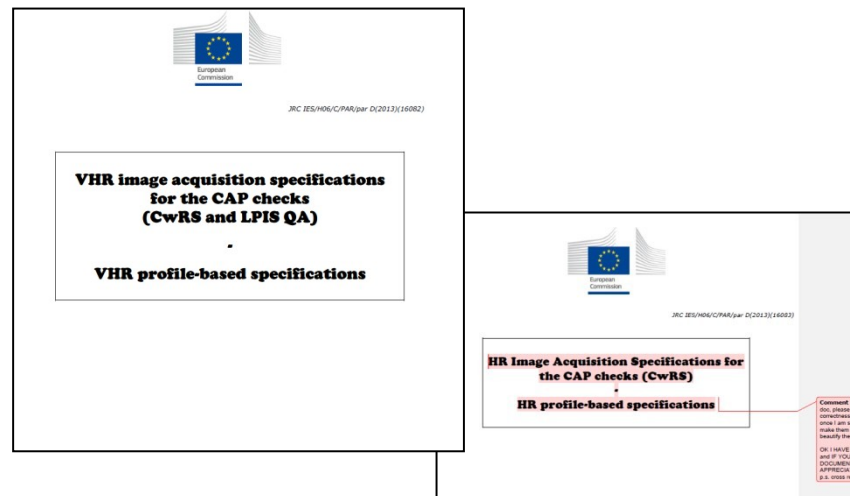 European
Commission
JRC IES/H06/C/PAR/par D(2013)(16082)
VHR image acquisition specifications
for the CAP checks
(CwRS and LPIS QA)
-
VHR profile-based specifications
European
Commission
JRC IES/H06/C/PAR/par D(2013)(16083)
HR Image Acquisition Specifications for
the CAP checks (CwRS)
-
HR profile-based specifications
Comment
doc, please
correctness
once I am s
make them
beautify the
OK I HAVE
and IF YOU
DOCUMEN
APPRECIA
p.s. cross r